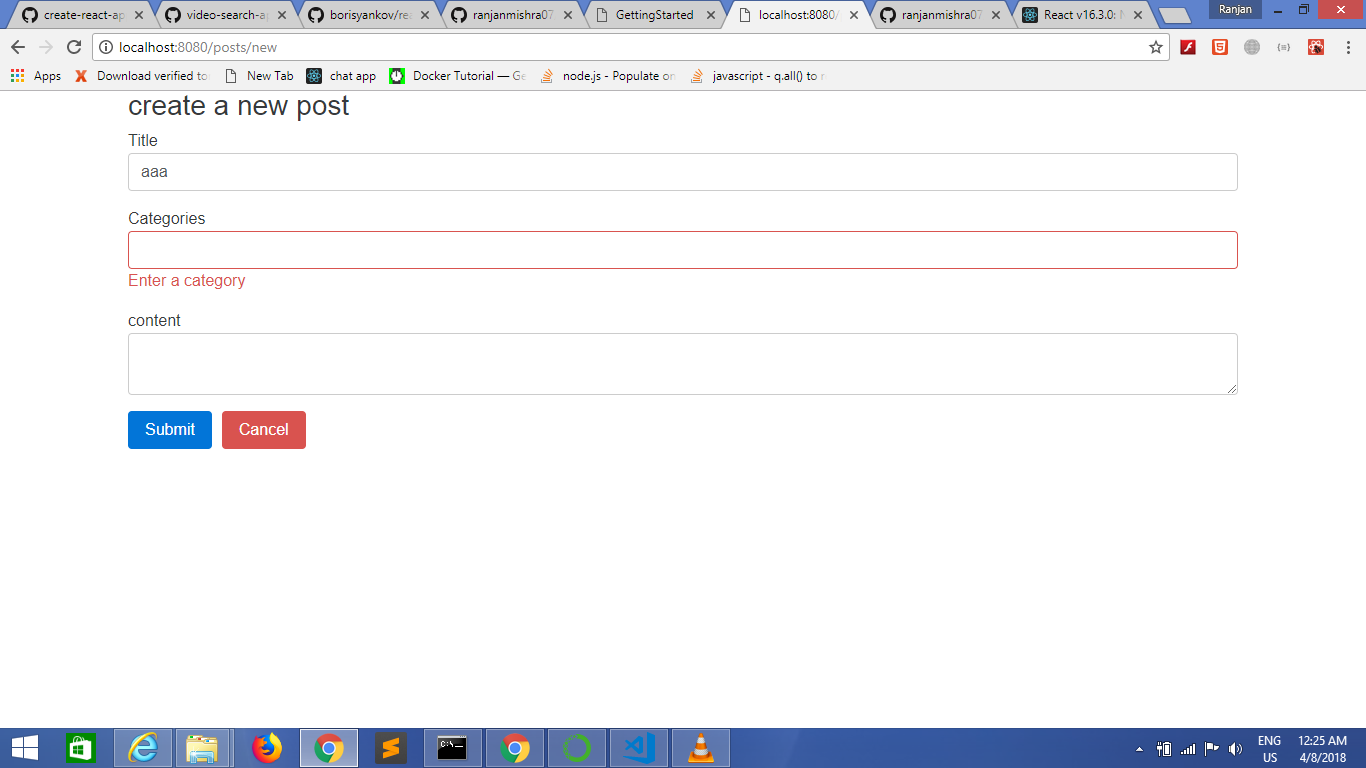 create-react-ap
video-search-a
borisyankov/re
ranjanmishra07
GettingStarted
localhost:8080/
ranjanmishra07
React v16.3.0: N
Ranjan
localhost:8080/posts/new
Apps
Download verified to
New Tab
chat app
Docker Tutorial — Ge
node.js - Populate on
javascript - q.all() to r
create a new post
Title
aaa
Categories
Enter a category
content
Submit
Cancel
C:\
ENG
US
12:25 AM
4/8/2018